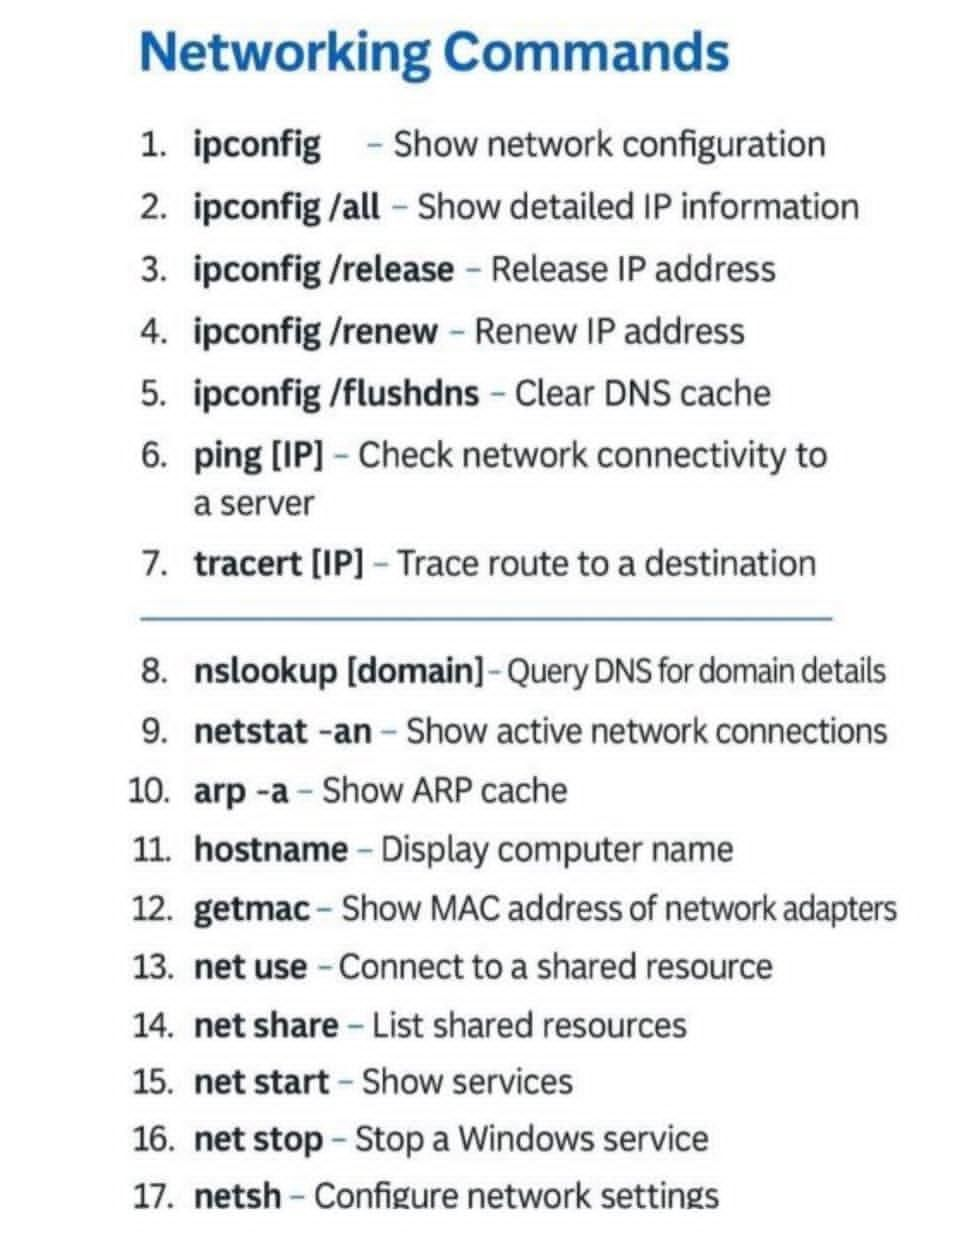 Networking Commands
1. ipconfig – Show network configuration
2. ipconfig /all – Show detailed IP information
3. ipconfig /release – Release IP address
4. ipconfig /renew – Renew IP address
5. ipconfig /flushdns – Clear DNS cache
6. ping [IP] – Check network connectivity to
a server
7. tracert [IP] – Trace route to a destination
8. nslookup [domain] – Query DNS for domain details
9. netstat -an – Show active network connections
10. arp -a – Show ARP cache
11. hostname – Display computer name
12. getmac – Show MAC address of network adapters
13. net use – Connect to a shared resource
14. net share – List shared resources
15. net start – Show services
16. net stop – Stop a Windows service
17. netsh – Configure network settings